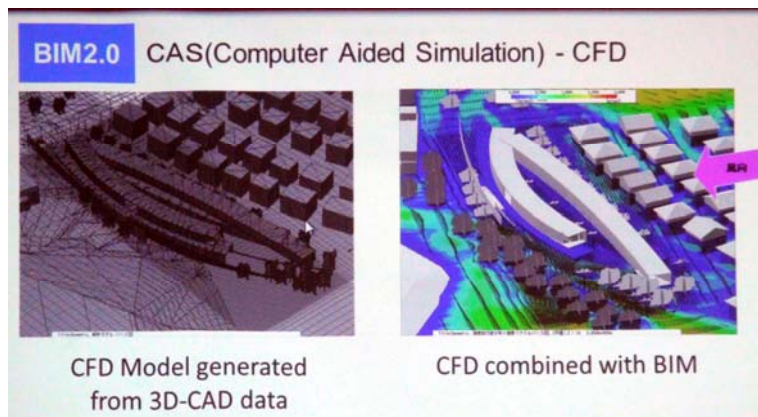 BIM2.0
CAS(Computer Aided Simulation) - CFD
風向
CFD Model generated
from 3D-CAD data
CFD combined with BIM